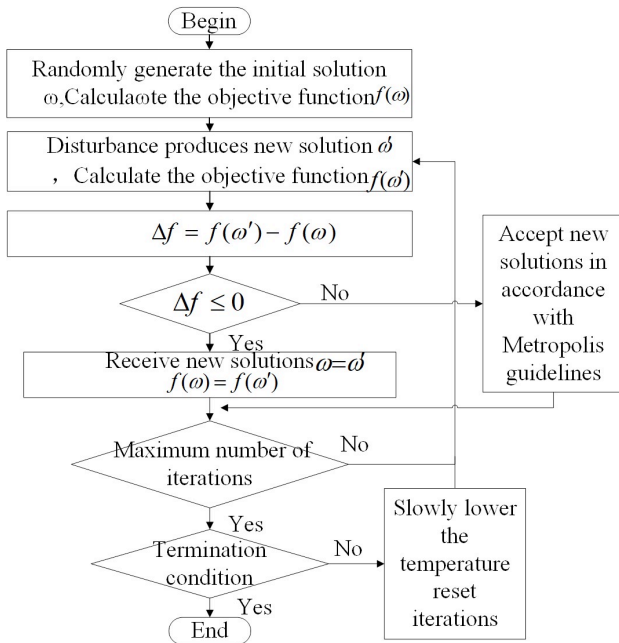 Begin
Randomly generate the initial solution
ω,Calculaωte the objective function f(ω)
Disturbance produces new solution ω'
， Calculate the objective function f(ω')
Δf = f(ω') − f(ω)
Δf ≤ 0
No
Yes
Accept new
solutions in
accordance
with
Metropolis
guidelines
Receive new solutions ω=ω'
f(ω) = f(ω')
Maximum number of
iterations
No
Yes
Termination
condition
No
Yes
Slowly lower
the
temperature
reset
iterations
End